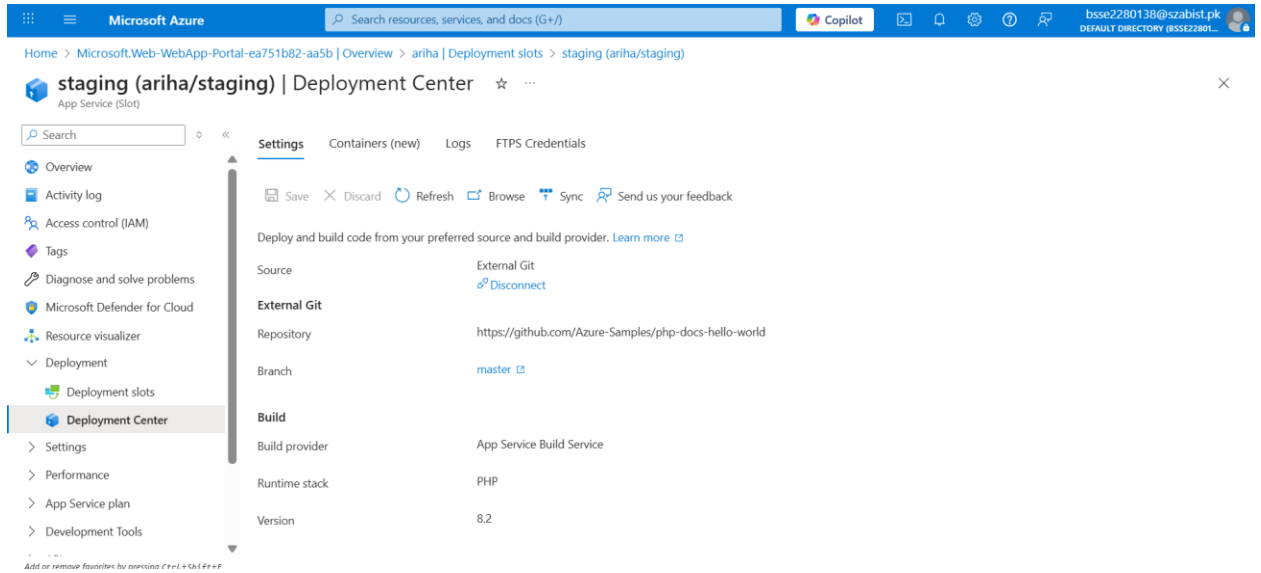 Microsoft Azure
Search resources, services, and docs (G+/)
Copilot
bsse2280138@szabist.pk
DEFAULT DIRECTORY (BSSE22801...
Home > Microsoft.Web-WebApp-Portal-ea751b82-aa5b | Overview > ariha | Deployment slots > staging (ariha/staging)
staging (ariha/staging) | Deployment Center
App Service (Slot)
Search
Overview
Activity log
Access control (IAM)
Tags
Diagnose and solve problems
Microsoft Defender for Cloud
Resource visualizer
Deployment
Deployment slots
Deployment Center
Settings
Performance
App Service plan
Development Tools
Add or remove favorites by pressing Ctrl+Shift+F
Settings Containers (new) Logs FTPS Credentials
Save Discard Refresh Browse Sync Send us your feedback
Deploy and build code from your preferred source and build provider. Learn more
Source External Git
Disconnect
External Git
Repository https://github.com/Azure-Samples/php-docs-hello-world
Branch master
Build
Build provider App Service Build Service
Runtime stack PHP
Version 8.2